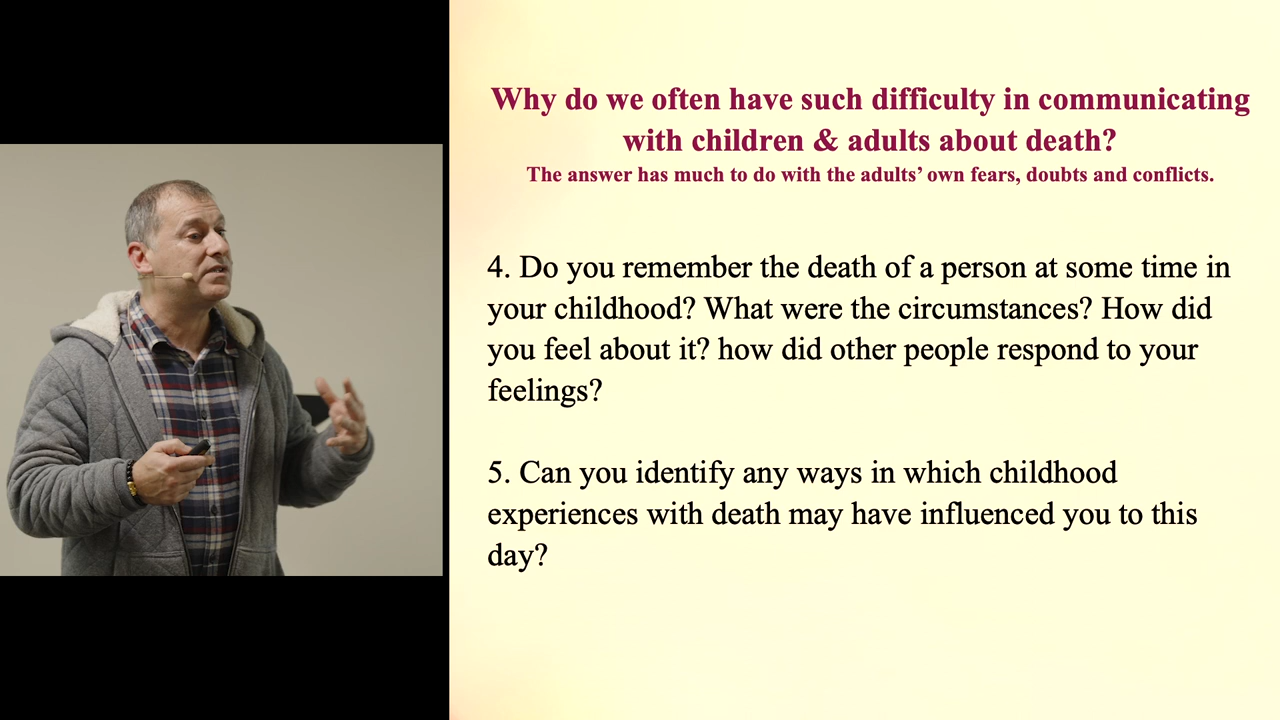 Why do we often have such difficulty in communicating
with children & adults about death?
The answer has much to do with the adults’ own fears, doubts and conflicts.
4. Do you remember the death of a person at some time in
your childhood? What were the circumstances? How did
you feel about it? how did other people respond to your
feelings?
5. Can you identify any ways in which childhood
experiences with death may have influenced you to this
day?